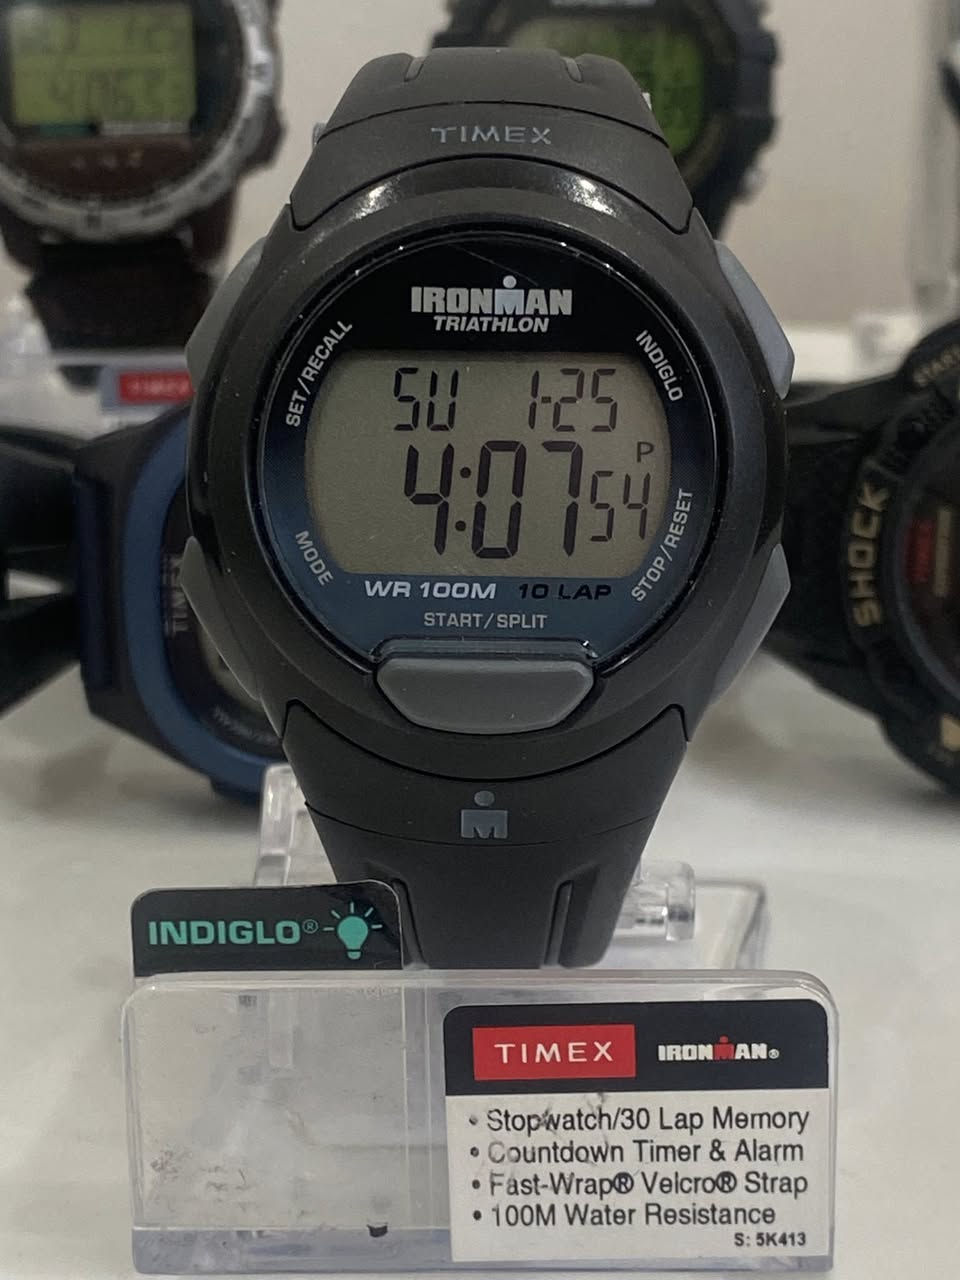 TIMEX
IRONMAN
TRIATHLON
SET/RECALL
INDIGLO
SU 1-25
4:07 54 P
MODE
STOP/RESET
WR 100M 10 LAP
START/SPLIT
TIMEX
TIMEX
SHOCK
INDIGLO®
TIMEX IRONMAN®
• Stopwatch/30 Lap Memory
• Countdown Timer & Alarm
• Fast-Wrap® Velcro® Strap
• 100M Water Resistance
S: 5K413